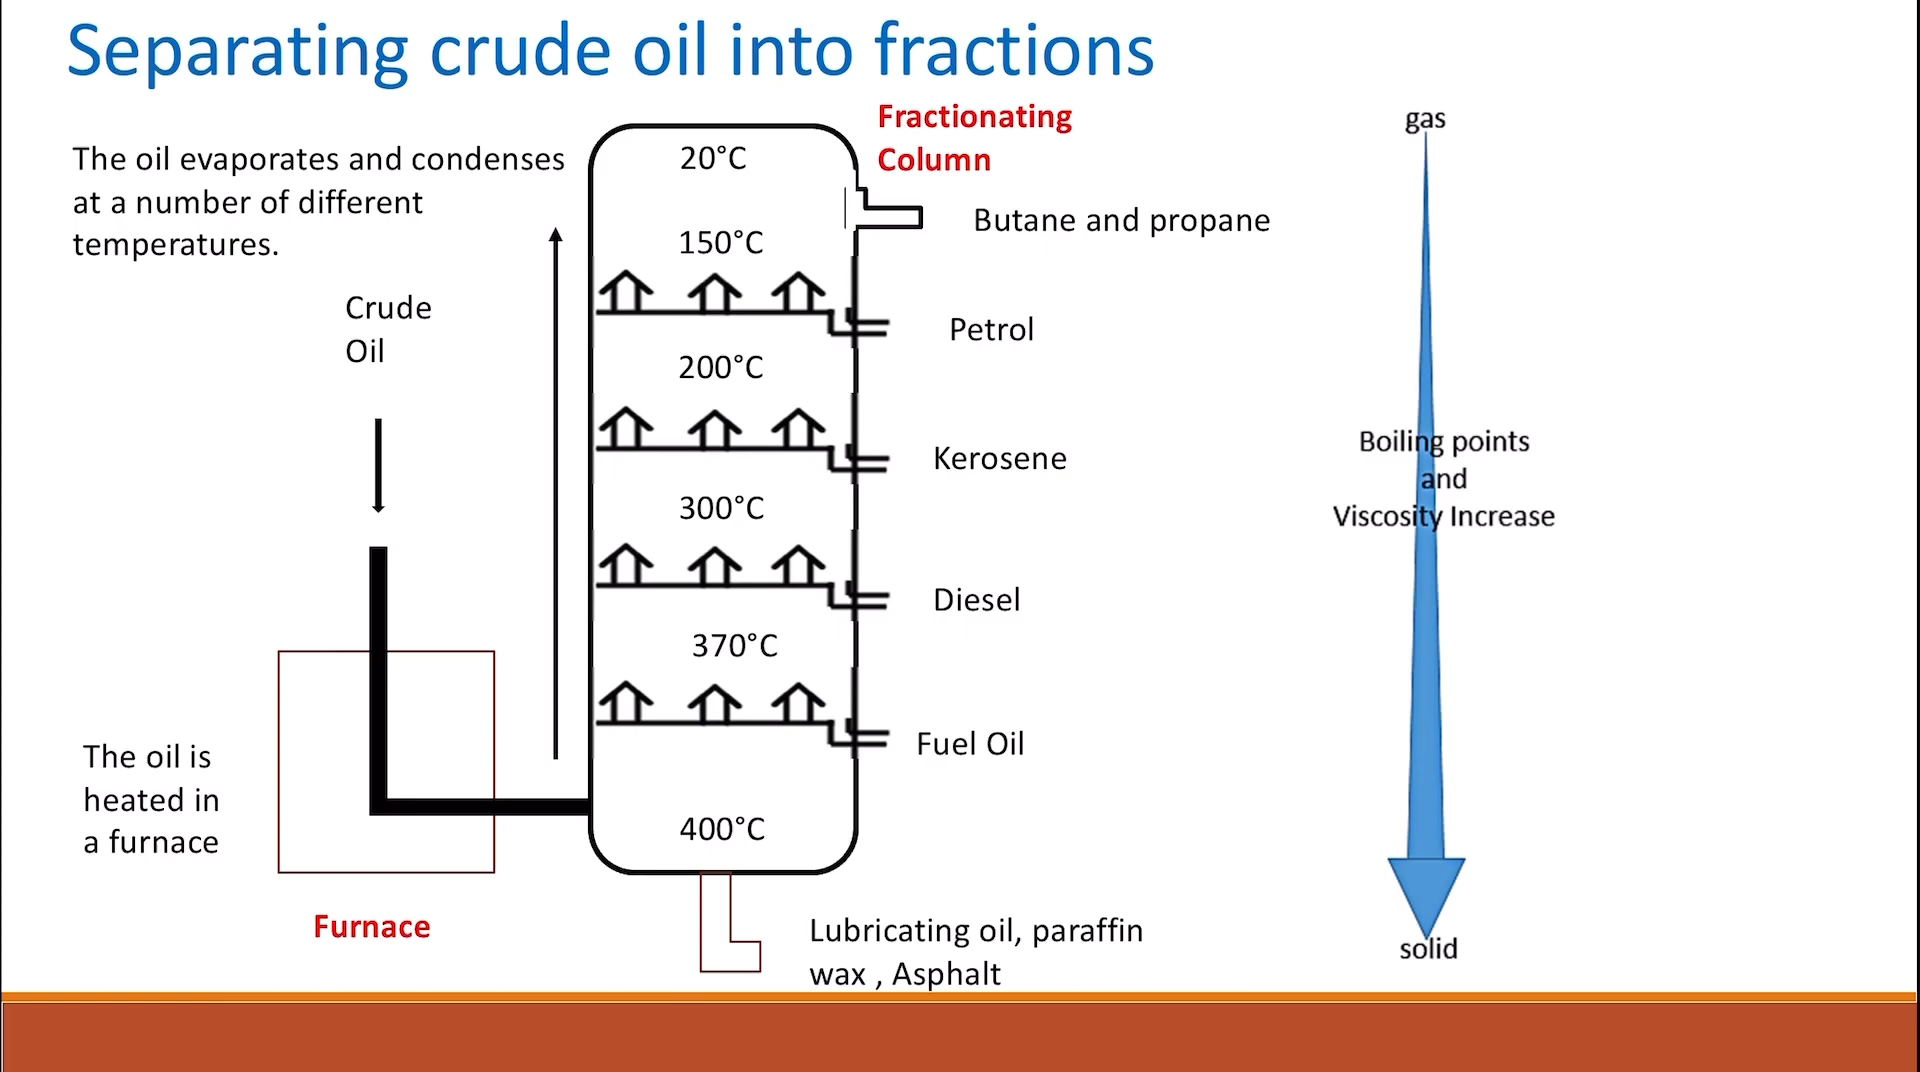 Separating crude oil into fractions
The oil evaporates and condenses
at a number of different
temperatures.
Crude
Oil
The oil is
heated in
a furnace
Furnace
Fractionating
Column
20°C
150°C
200°C
300°C
370°C
400°C
Butane and propane
Petrol
Kerosene
Diesel
Fuel Oil
Lubricating oil, paraffin
wax , Asphalt
gas
Boiling points
and
Viscosity Increase
solid